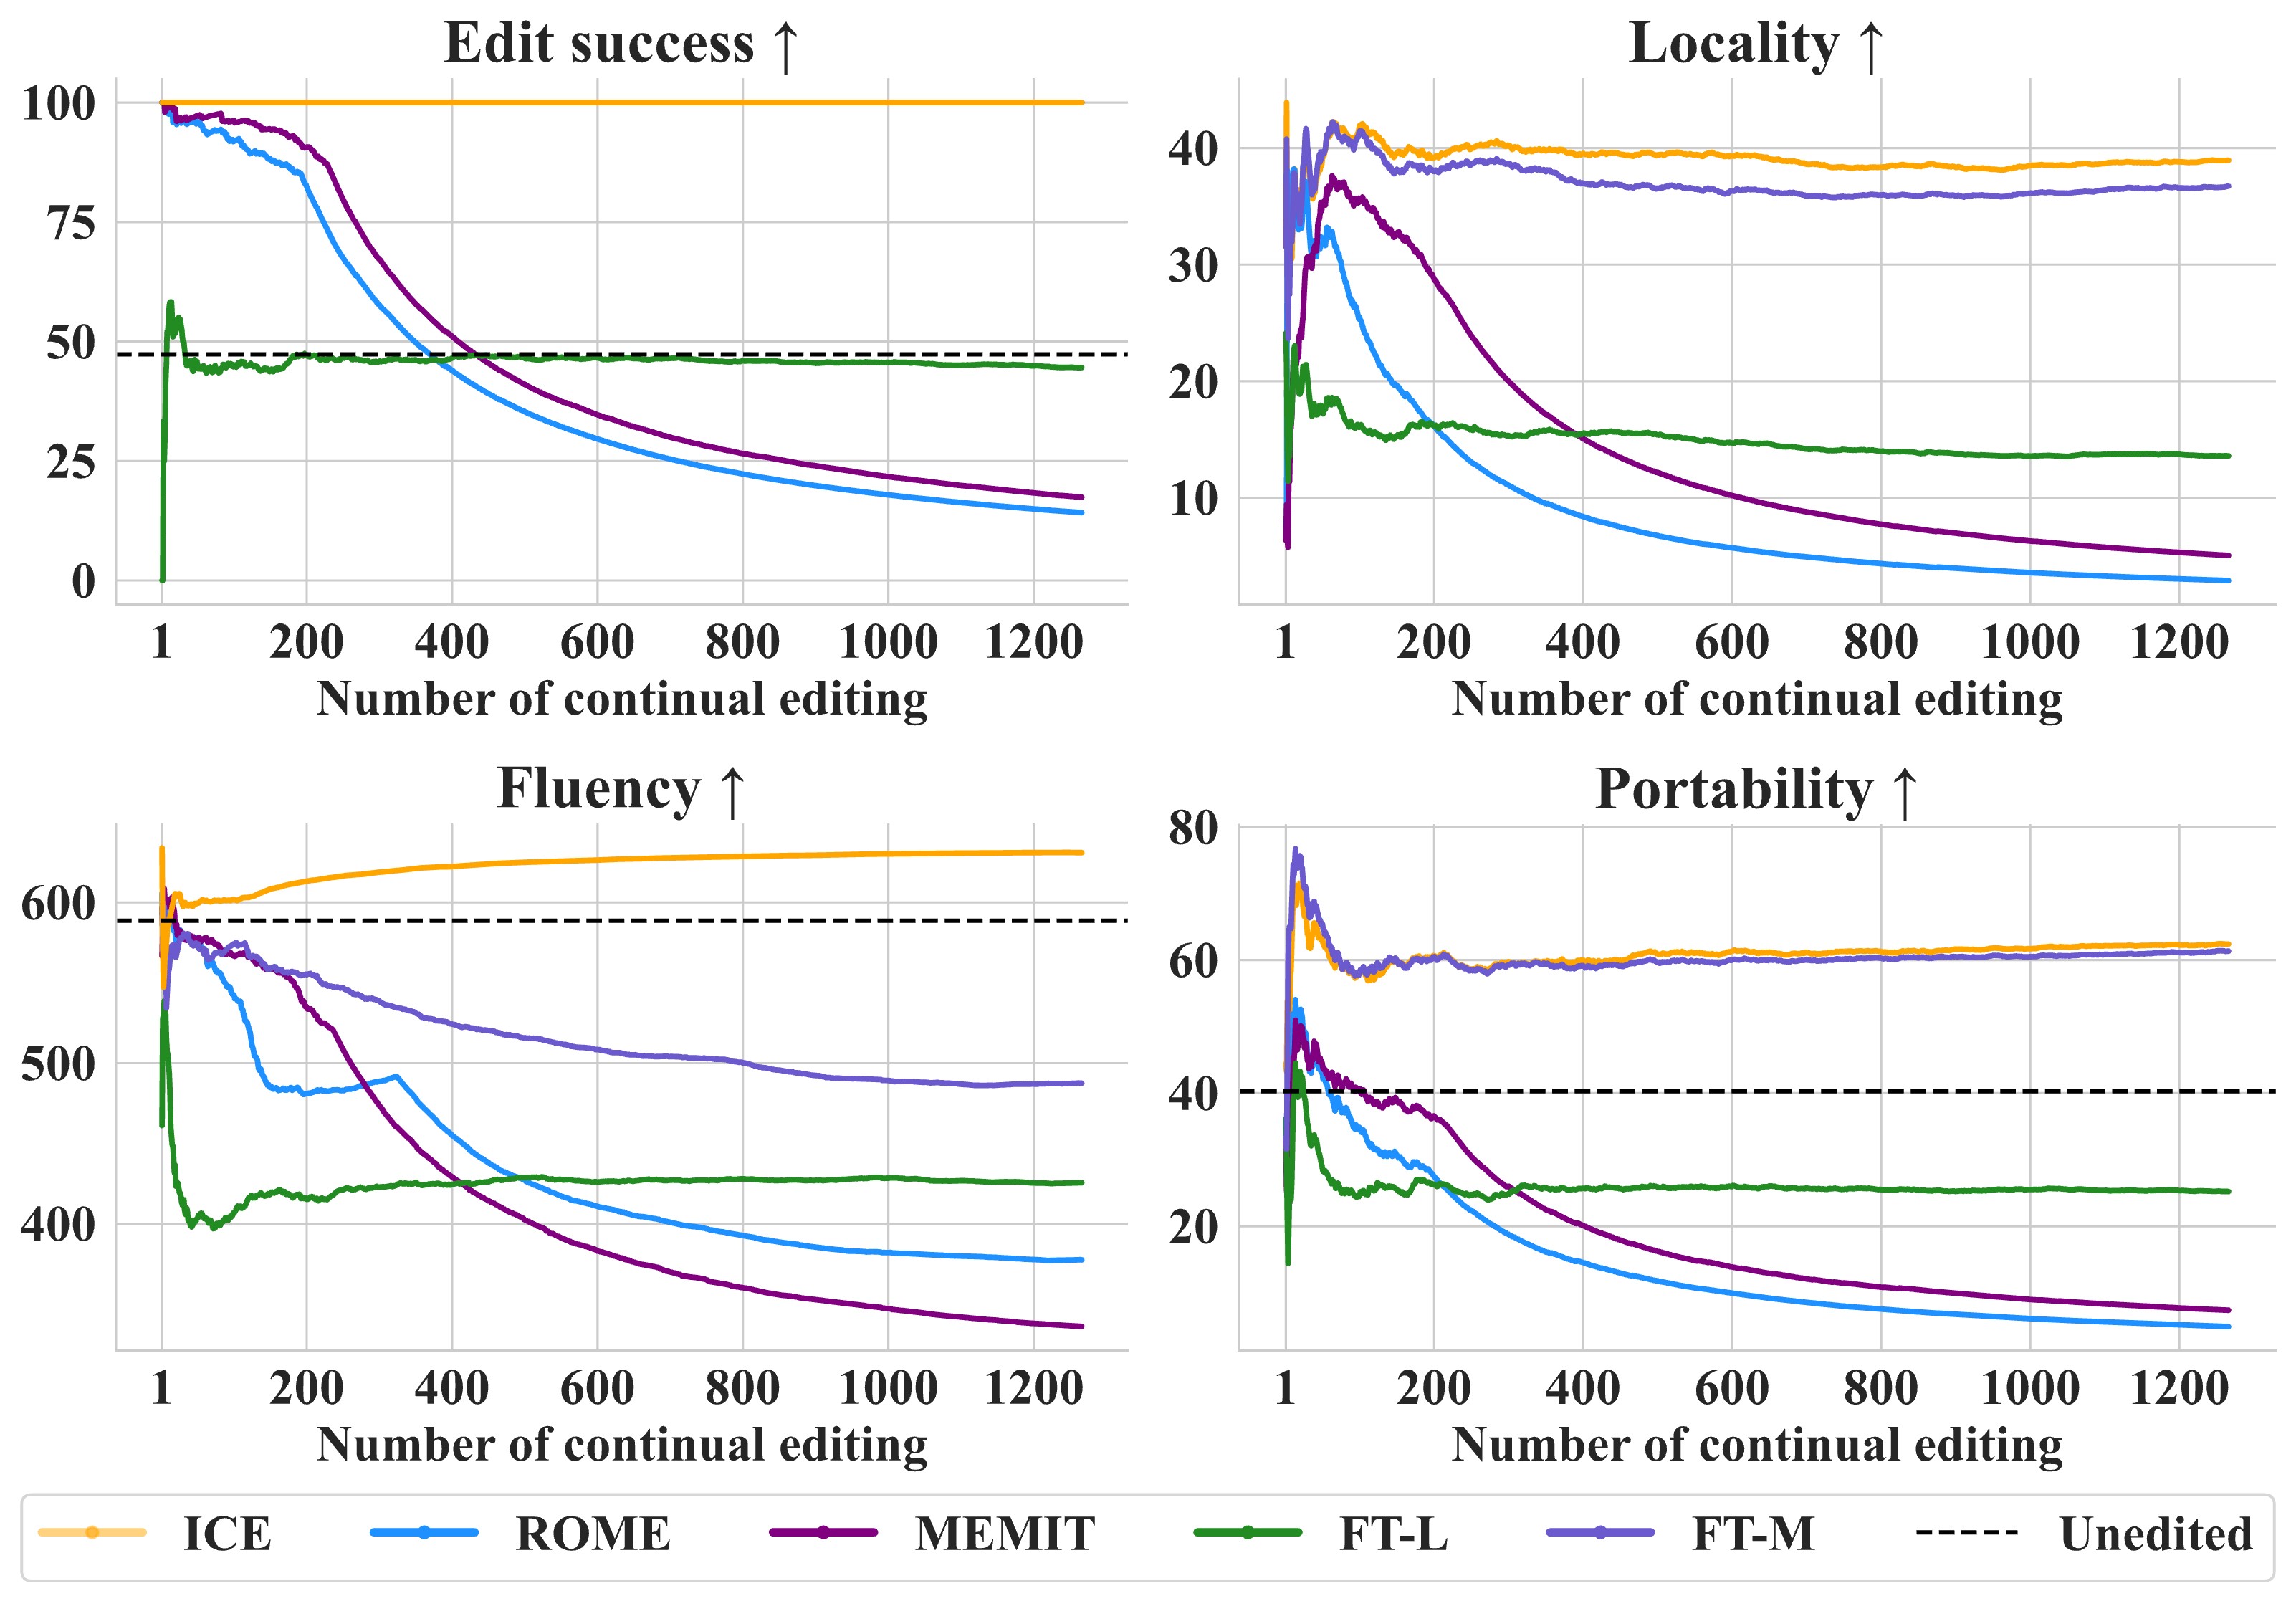 Edit success ↑
100
75
50
25
0
1 200 400 600 800 1000 1200
Number of continual editing
Locality ↑
40
30
20
10
1 200 400 600 800 1000 1200
Number of continual editing
Fluency ↑
600
500
400
1 200 400 600 800 1000 1200
Number of continual editing
Portability ↑
80
60
40
20
1 200 400 600 800 1000 1200
Number of continual editing
ICE ROME MEMIT FT-L FT-M Unedited